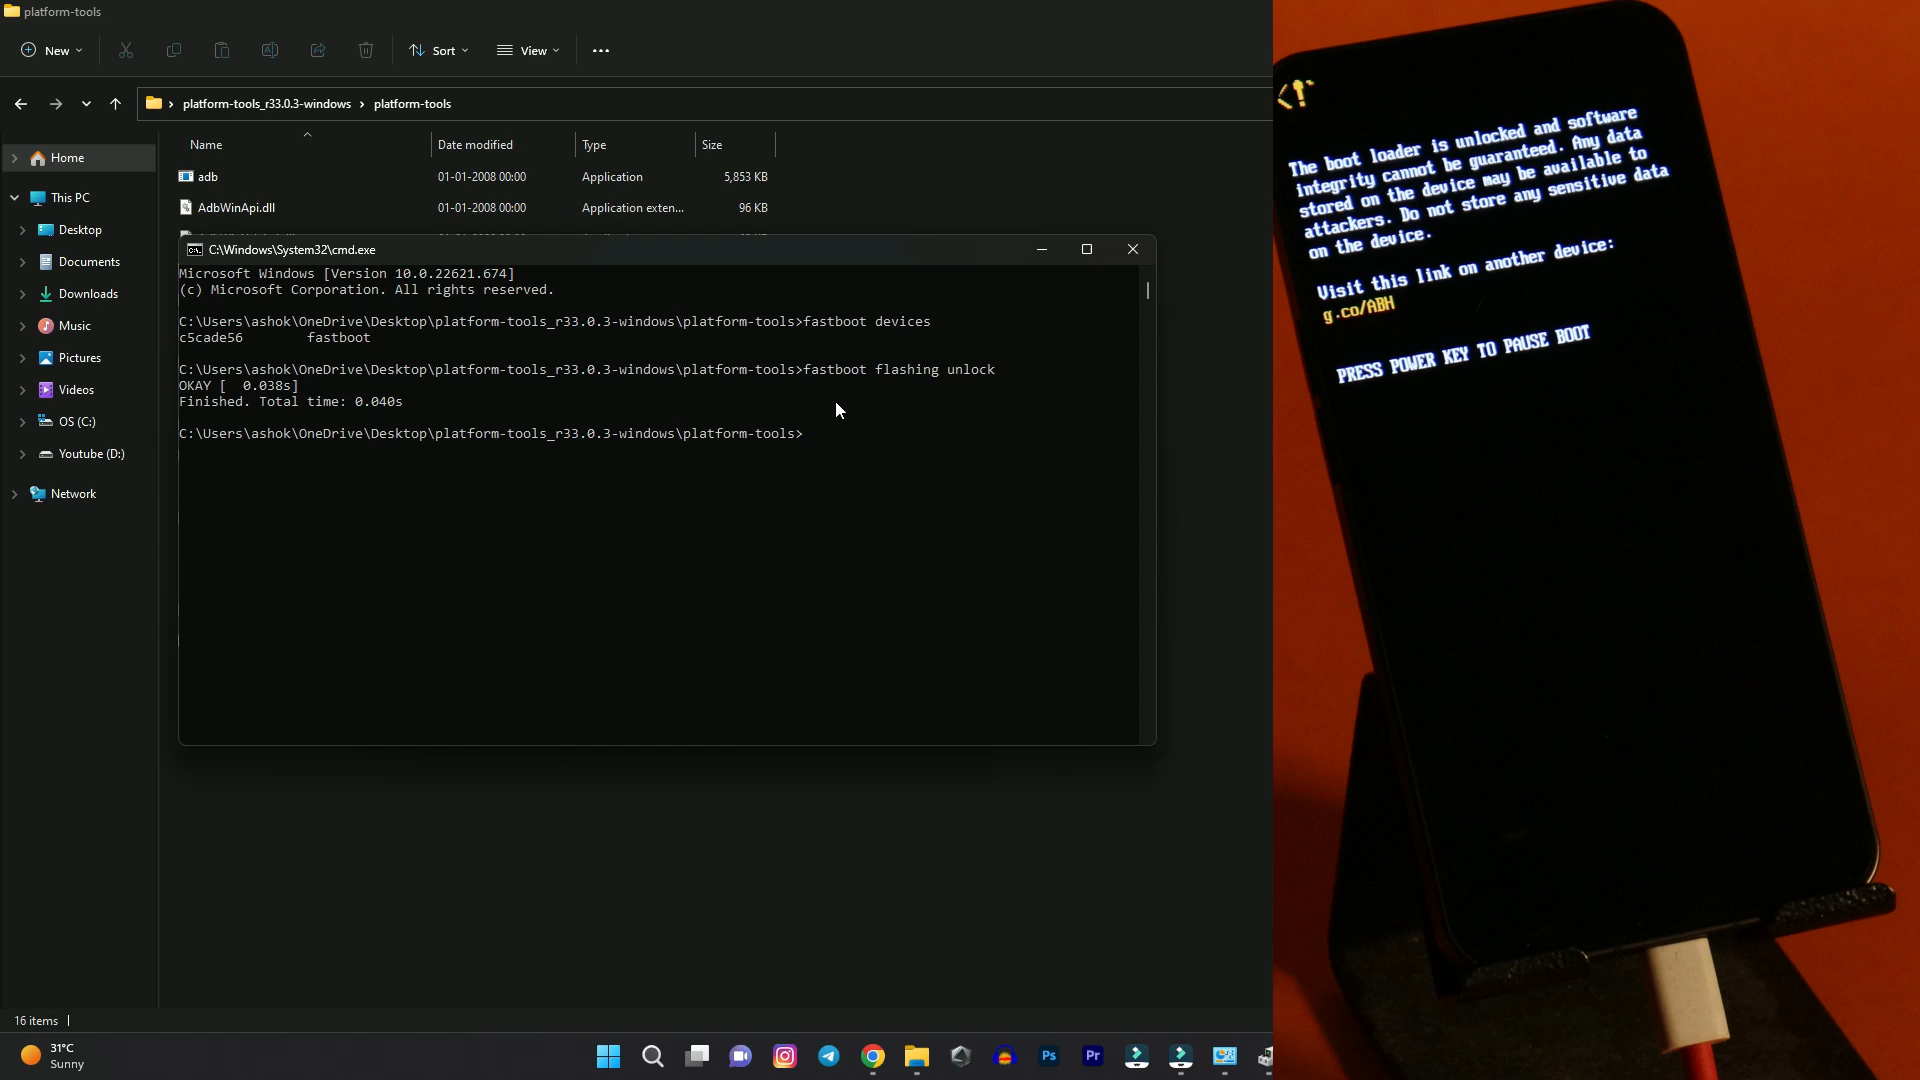 platform-tools
New
Sort
View
platform-tools_r33.0.3-windows
platform-tools
Name
Date modified
Type
Size
Home
This PC
Desktop
Documents
Downloads
Music
Pictures
Videos
OS (C:)
Youtube (D:)
Network
adb
01-01-2008 00:00
Application
5,853 KB
AdbWinApi.dll
01-01-2008 00:00
Application exten...
96 KB
C:\Windows\System32\cmd.exe
Microsoft Windows [Version 10.0.22621.674]
(c) Microsoft Corporation. All rights reserved.
C:\Users\ashok\OneDrive\Desktop\platform-tools_r33.0.3-windows\platform-tools>fastboot devices
c5cade56 fastboot
C:\Users\ashok\OneDrive\Desktop\platform-tools_r33.0.3-windows\platform-tools>fastboot flashing unlock
OKAY [ 0.038s]
Finished. Total time: 0.040s
C:\Users\ashok\OneDrive\Desktop\platform-tools_r33.0.3-windows\platform-tools>
16 items
31°C
Sunny
Ps
Pr
<!
The boot loader is unlocked and software
integrity cannot be guaranteed. Any data
stored on the device may be available to
attackers. Do not store any sensitive data
on the device.
Visit this link on another device:
g.co/ABH
PRESS POWER KEY TO PAUSE BOOT